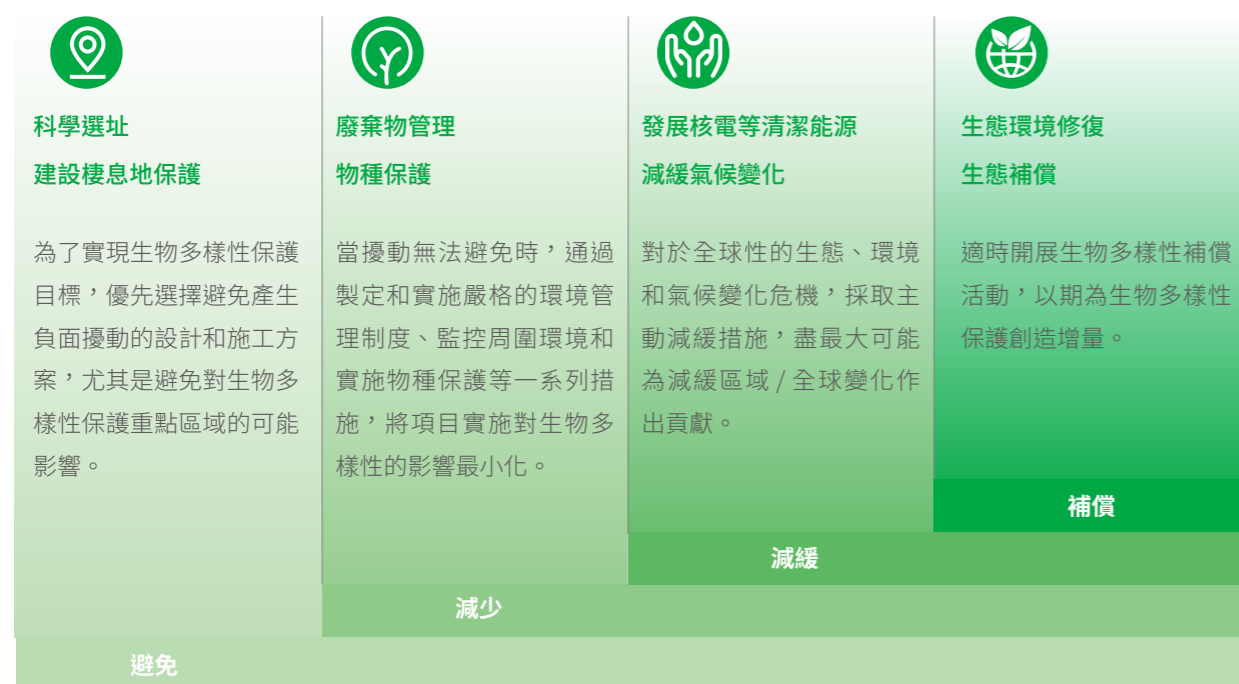 科學選址
建設棲息地保護
為了實現生物多樣性保護
目標，優先選擇避免產生
負面擾動的設計和施工方
案，尤其是避免對生物多
樣性保護重點區域的可能
影響。
廢棄物管理
物種保護
當擾動無法避免時，通過
製定和實施嚴格的環境管
理制度、監控周圍環境和
實施物種保護等一系列措
施，將項目實施對生物多
樣性的影響最小化。
發展核電等清潔能源
減緩氣候變化
對於全球性的生態、環境
和氣候變化危機，採取主
動減緩措施，盡最大可能
為減緩區域 / 全球變化作
出貢獻。
生態環境修復
生態補償
適時開展生物多樣性補償
活動，以期為生物多樣性
保護創造增量。
補償
減緩
減少
避免